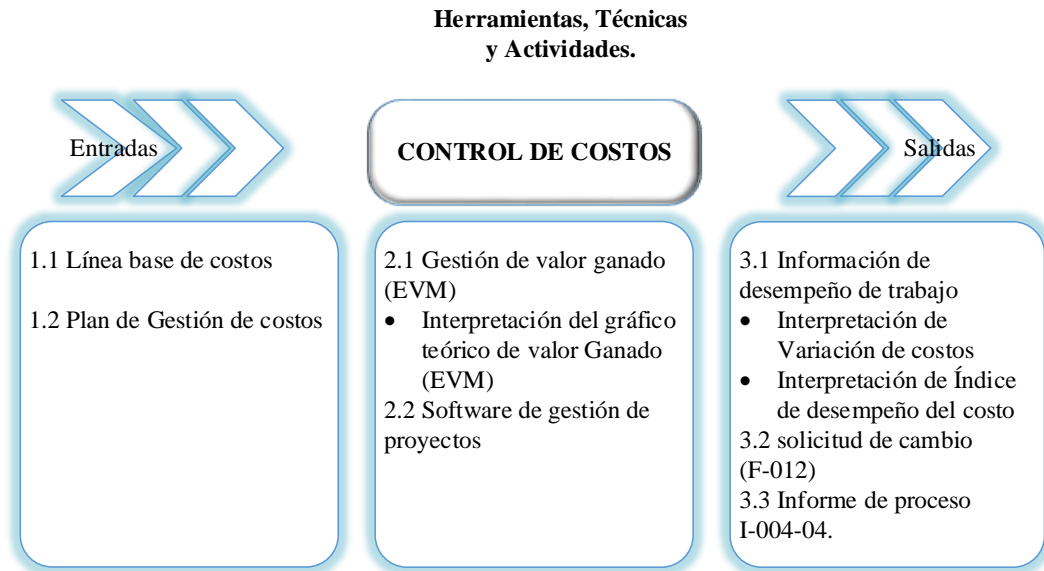 Herramientas, Técnicas
y Actividades.
Entradas
CONTROL DE COSTOS
Salidas
1.1 Línea base de costos
1.2 Plan de Gestión de costos
2.1 Gestión de valor ganado
(EVM)
• Interpretación del gráfico
teórico de valor Ganado
(EVM)
2.2 Software de gestión de
proyectos
3.1 Información de
desempeño de trabajo
• Interpretación de
Variación de costos
• Interpretación de Índice
de desempeño del costo
3.2 solicitud de cambio
(F-012)
3.3 Informe de proceso
I-004-04.